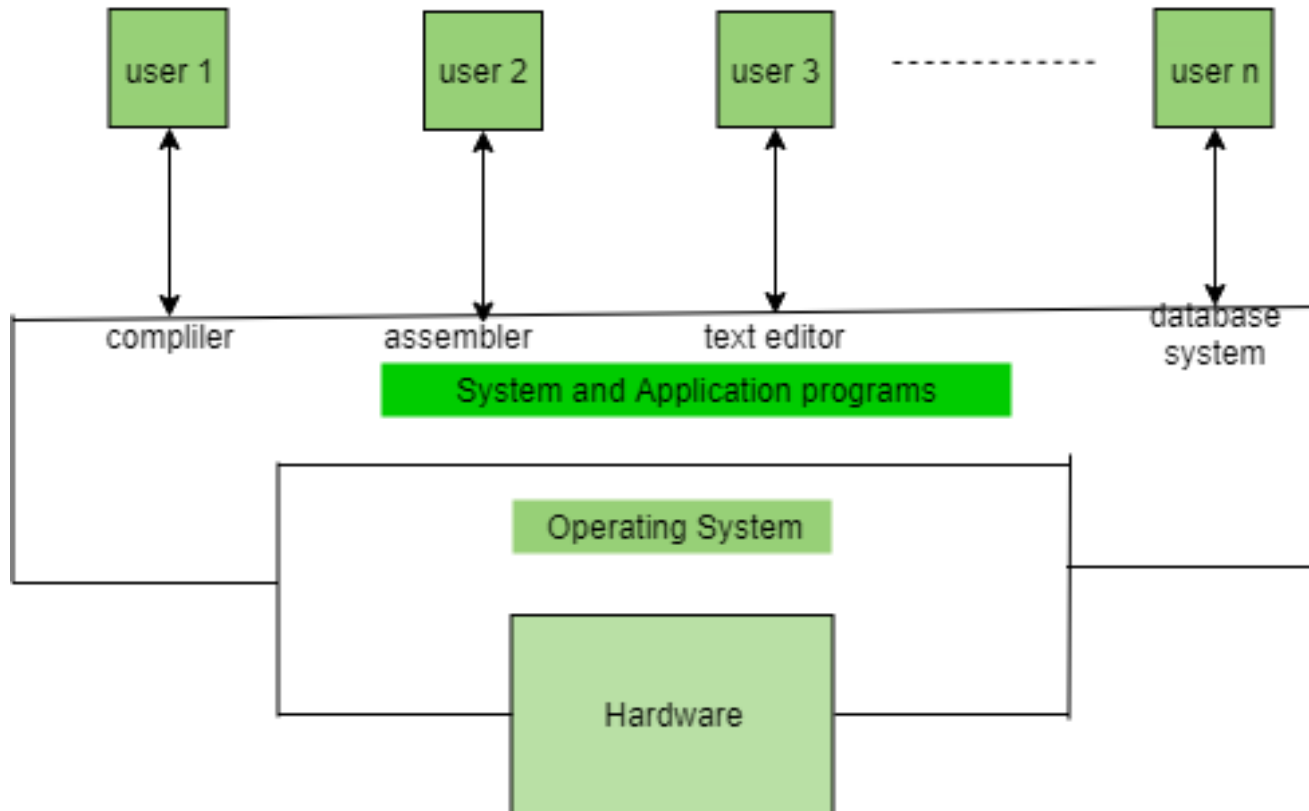 user 1
user 2
user 3
user n
compliler
assembler
text editor
database
system
System and Application programs
Operating System
Hardware